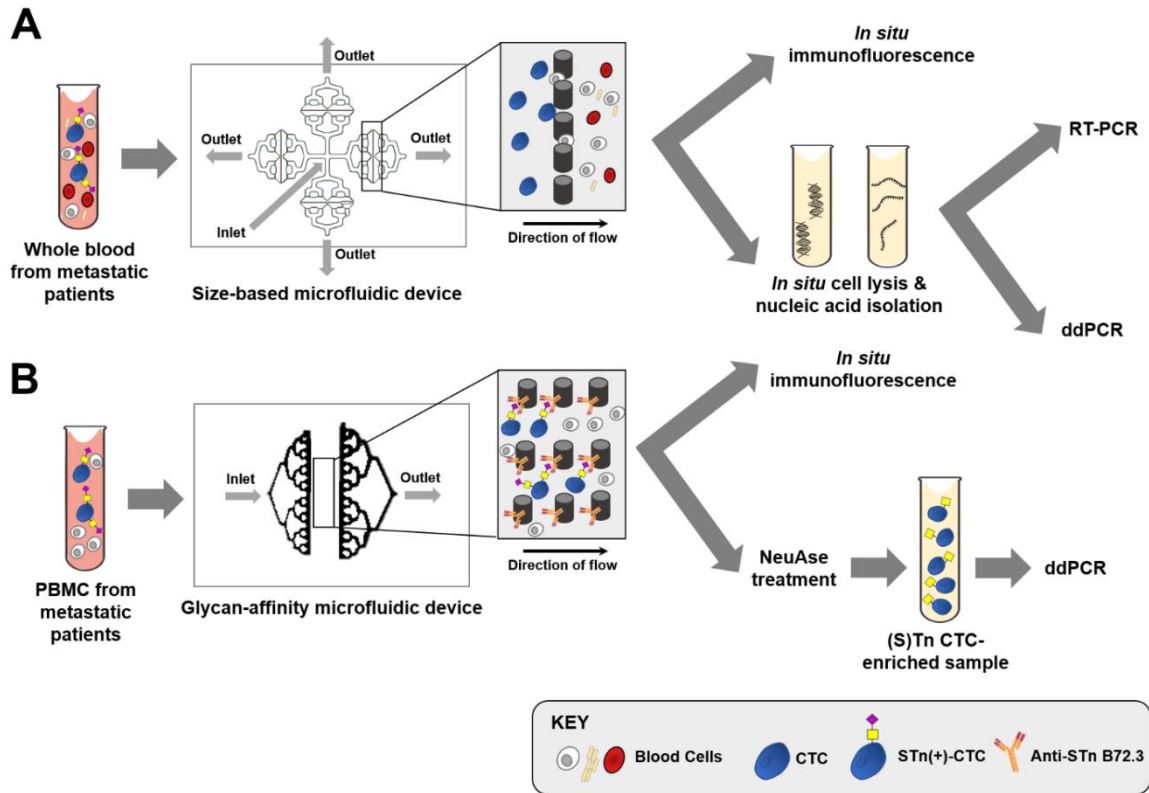 A
Whole blood
from metastatic
patients
Outlet
Outlet
Outlet
Inlet
Outlet
Size-based microfluidic device
Direction of flow
In situ
immunofluorescence
In situ cell lysis &
nucleic acid isolation
RT-PCR
ddPCR
B
PBMC from
metastatic
patients
Inlet
Outlet
Glycan-affinity microfluidic device
Direction of flow
In situ
immunofluorescence
NeuAse
treatment
(S)Tn CTC-
enriched sample
ddPCR
KEY
Blood Cells
CTC
STn(+)-CTC
Anti-STn B72.3